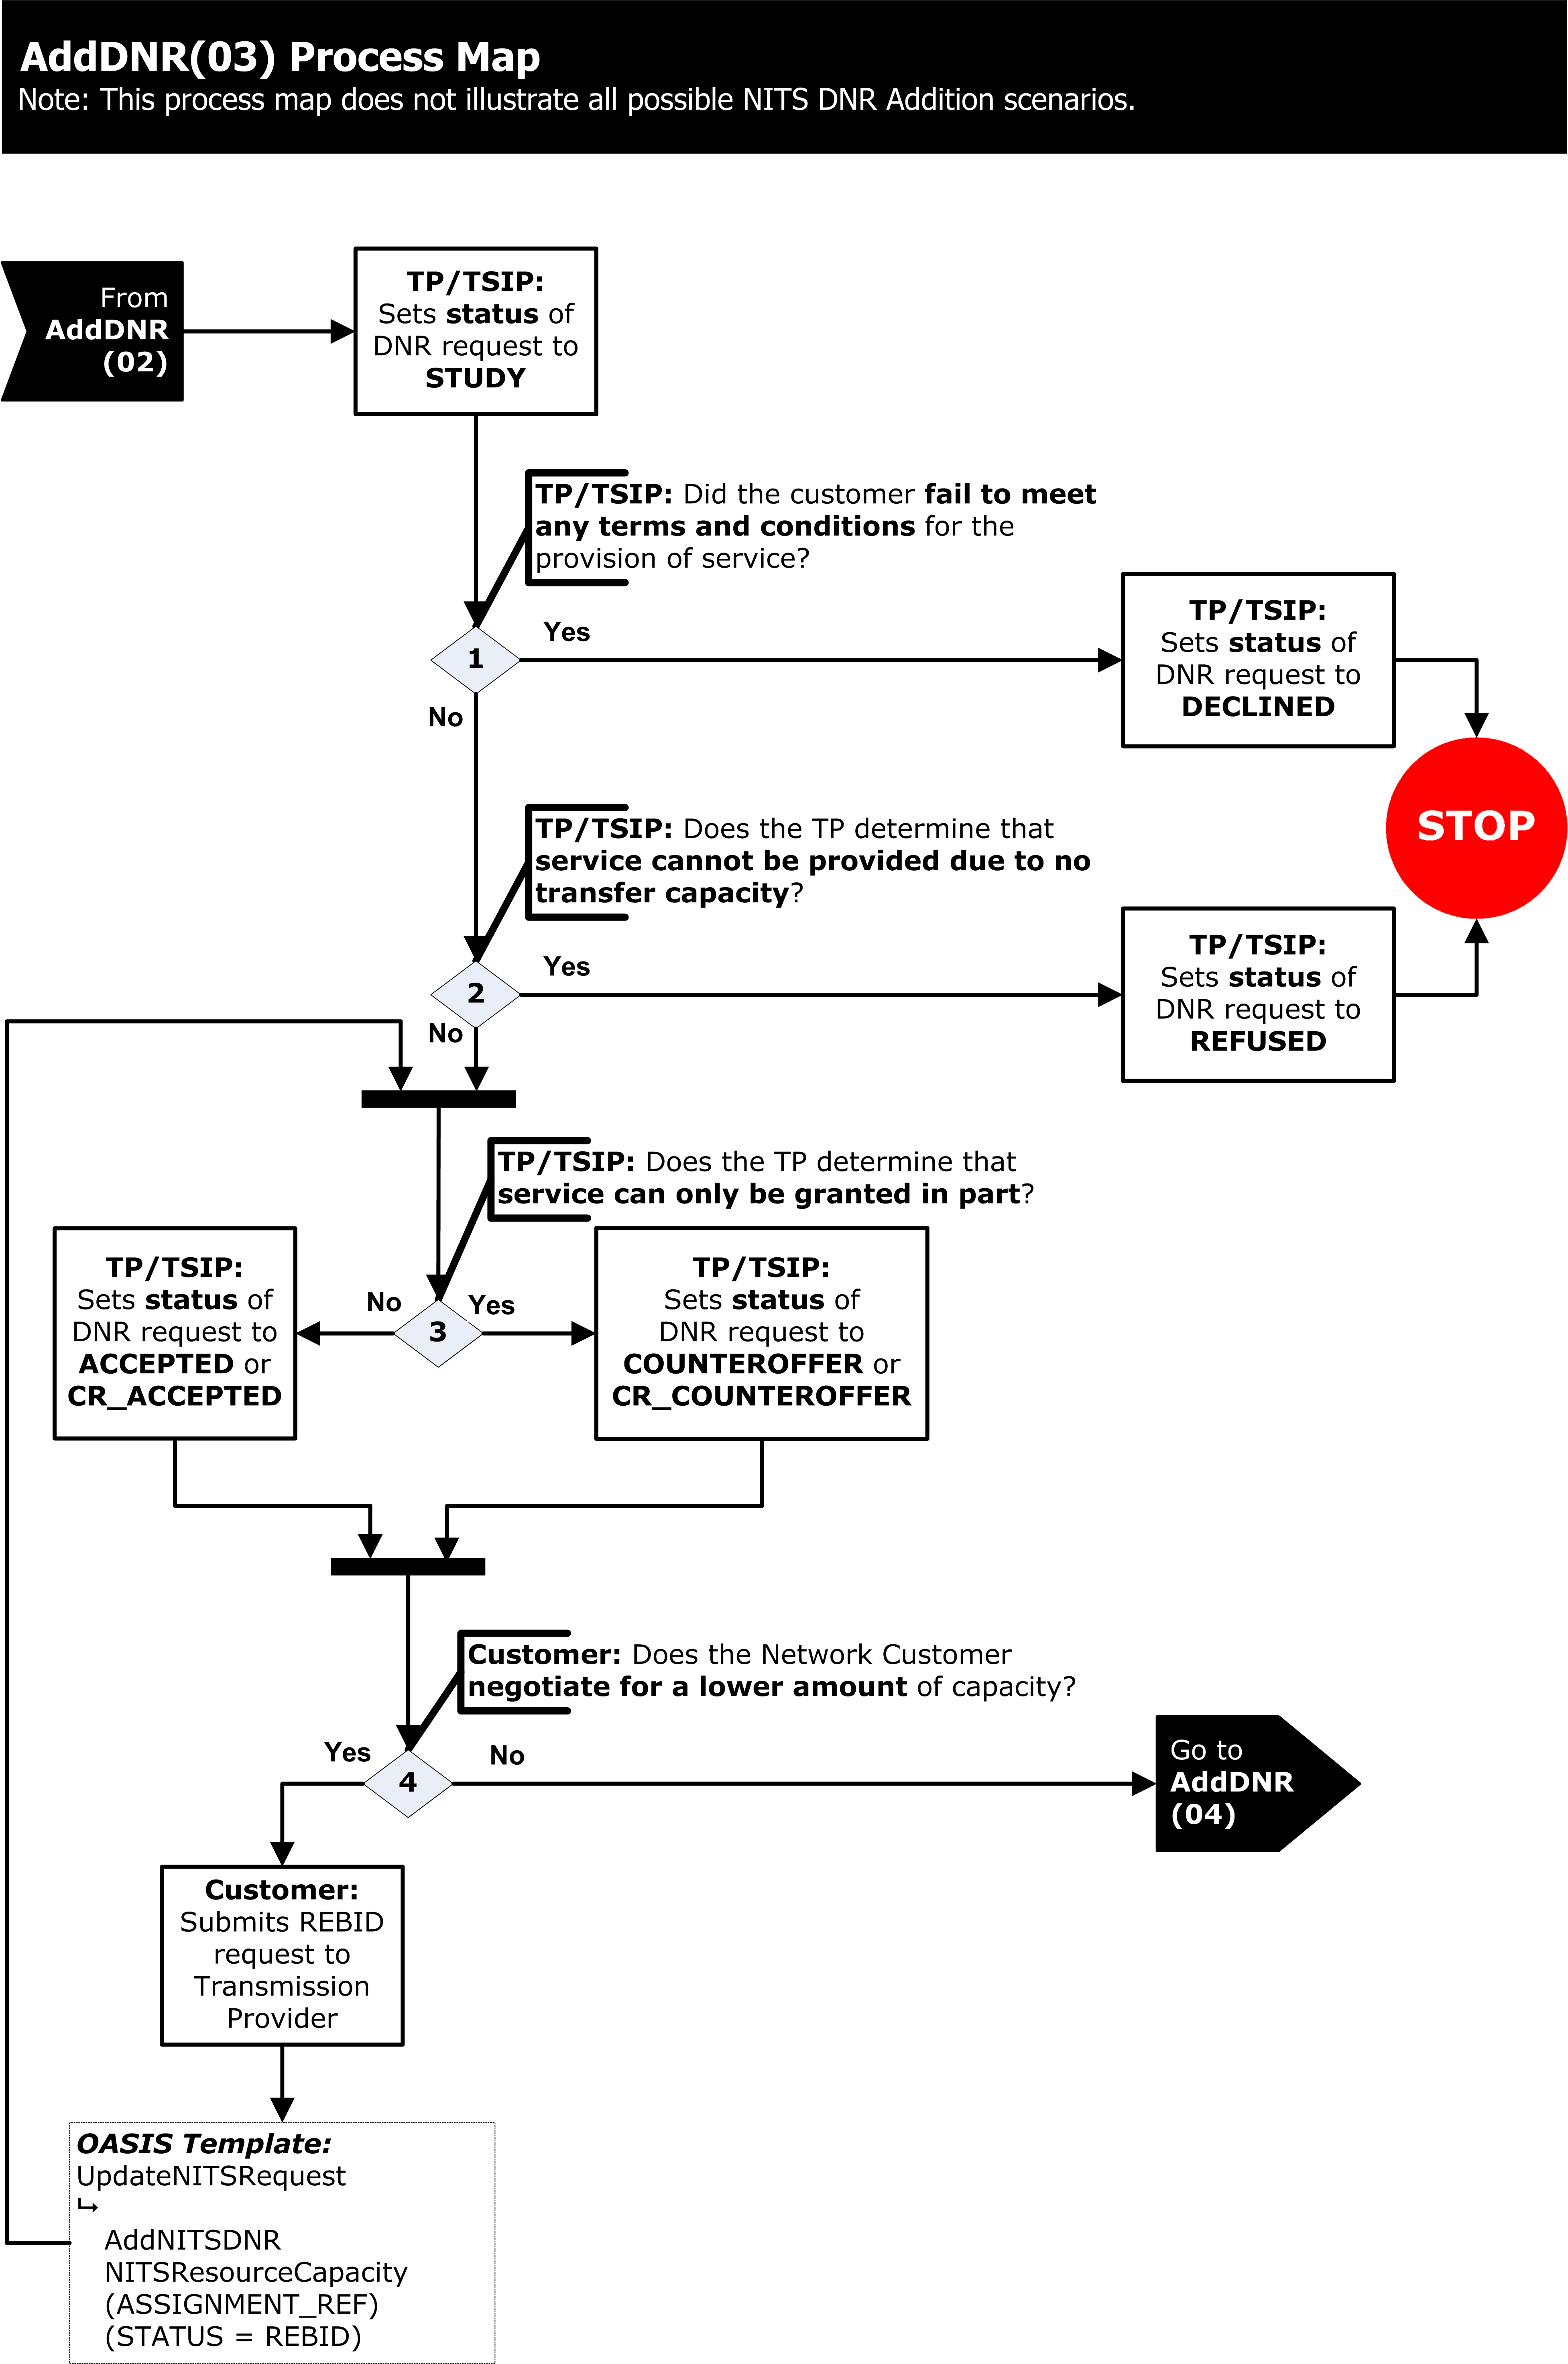 AddDNR(03) Process Map
Note: This process map does not illustrate all possible NITS DNR Addition scenarios.
From
AddDNR
(02)
TP/TSIP:
Sets status of
DNR request to
STUDY
TP/TSIP: Did the customer fail to meet
any terms and conditions for the
provision of service?
1
Yes
No
TP/TSIP:
Sets status of
DNR request to
DECLINED
STOP
TP/TSIP: Does the TP determine that
service cannot be provided due to no
transfer capacity?
2
Yes
No
TP/TSIP:
Sets status of
DNR request to
REFUSED
TP/TSIP: Does the TP determine that
service can only be granted in part?
TP/TSIP:
Sets status of
DNR request to
ACCEPTED or
CR_ACCEPTED
No
3
Yes
TP/TSIP:
Sets status of
DNR request to
COUNTEROFFER or
CR_COUNTEROFFER
Customer: Does the Network Customer
negotiate for a lower amount of capacity?
Yes
4
No
Go to
AddDNR
(04)
Customer:
Submits REBID
request to
Transmission
Provider
OASIS Template:
UpdateNITSRequest
↳
AddNITSDNR
NITSResourceCapacity
(ASSIGNMENT_REF)
(STATUS = REBID)